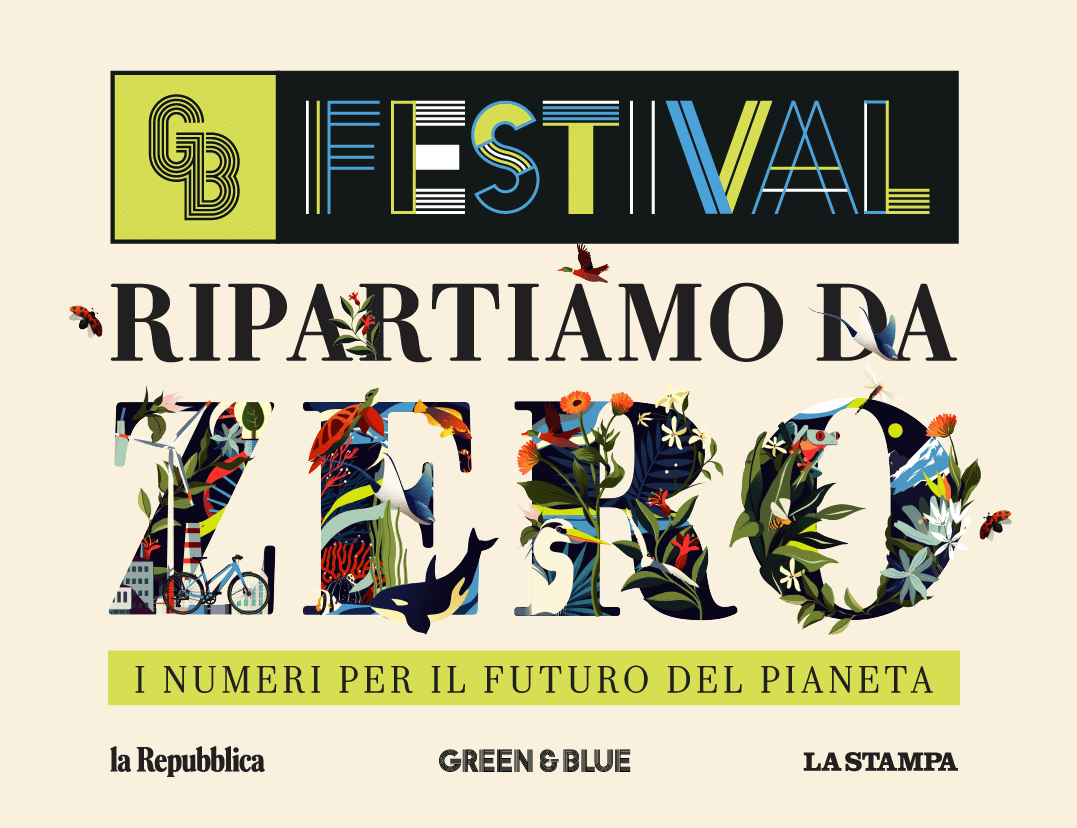 GB FESTIVAL
RIPARTIAMO DA
ZERO
I NUMERI PER IL FUTURO DEL PIANETA
la Repubblica GREEN & BLUE LA STAMPA